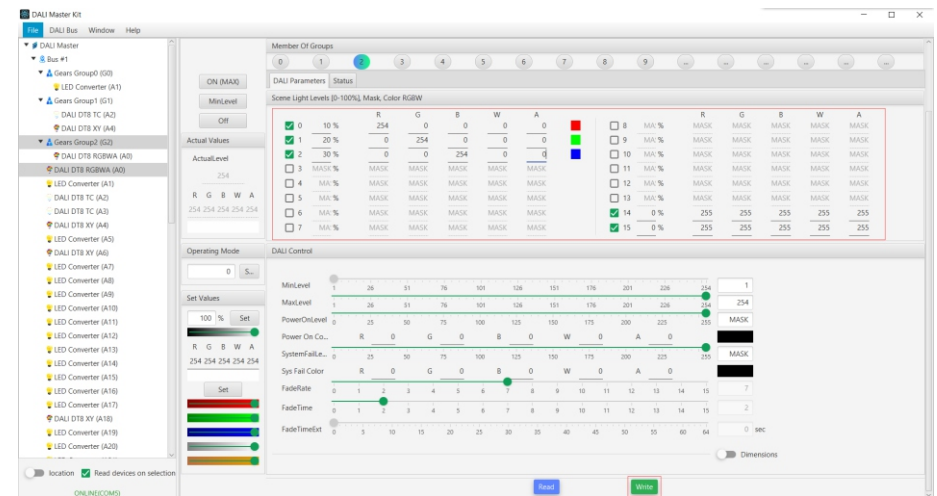 DALI Master Kit
File DALI Bus Window Help
DALI Master
Bus #1
Gears Group0 (G0)
LED Converter (A1)
Gears Group1 (G1)
DALI DT8 TC (A2)
DALI DT8 XY (A4)
Gears Group2 (G2)
DALI DT8 RGBWA (A0)
DALI DT8 RGBWA (A0)
LED Converter (A1)
DALI DT8 TC (A2)
DALI DT8 TC (A3)
DALI DT8 XY (A4)
LED Converter (A5)
DALI DT8 XY (A6)
LED Converter (A7)
LED Converter (A8)
LED Converter (A9)
LED Converter (A10)
LED Converter (A11)
LED Converter (A12)
LED Converter (A13)
LED Converter (A14)
LED Converter (A15)
LED Converter (A16)
LED Converter (A17)
DALI DT8 XY (A18)
LED Converter (A19)
LED Converter (A20)
location Read devices on selection
ONLINE(COM5)
ON (MAX)
MinLevel
Off
Actual Values
ActualLevel
254
R G B W A
254 254 254 254 254
Operating Mode
0 S...
Set Values
100 % Set
R G B W A
254 254 254 254 254
Set
Member Of Groups
0 1 2 3 4 5 6 7 8 9 ... ... ... ... ... ...
DALI Parameters Status
Scene Light Levels [0-100%], Mask, Color RGBW
R G B W A R G B W A
0 10 % 254 0 0 0 0 8 MA: % MASK MASK MASK MASK MASK
1 20 % 0 254 0 0 0 9 MA: % MASK MASK MASK MASK MASK
2 30 % 0 0 254 0 0 10 MA: % MASK MASK MASK MASK MASK
3 MASK % MASK MASK MASK MASK MASK 11 MA: % MASK MASK MASK MASK MASK
4 MA: % MASK MASK MASK MASK MASK 12 MA: % MASK MASK MASK MASK MASK
5 MA: % MASK MASK MASK MASK MASK 13 MA: % MASK MASK MASK MASK MASK
6 MA: % MASK MASK MASK MASK MASK 14 0 % 255 255 255 255 255
7 MA: % MASK MASK MASK MASK MASK 15 0 % 255 255 255 255 255
DALI Control
MinLevel 1 26 51 76 101 126 151 176 201 226 254 1
MaxLevel 1 26 51 76 101 126 151 176 201 226 254 254
PowerOnLevel 0 25 50 75 100 125 150 175 200 225 255 MASK
Power On Co... R 0 G 0 B 0 W 0 A 0
SystemFailLe... 0 25 50 75 100 125 150 175 200 225 255 MASK
Sys Fail Color R 0 G 0 B 0 W 0 A 0
FadeRate 1 2 3 4 5 6 7 8 9 10 11 12 13 14 15 7
FadeTime 0 1 2 3 4 5 6 7 8 9 10 11 12 13 14 15 2
FadeTimeExt 0 5 10 15 20 25 30 35 40 45 50 55 60 64 0 sec
Dimensions
Read Write